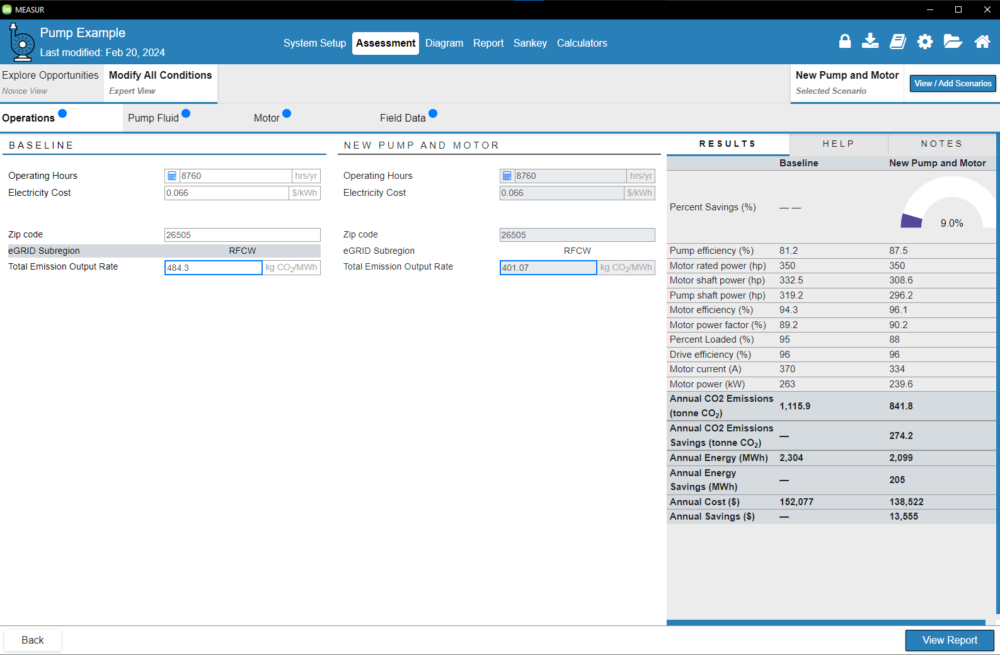 MEASUR
Pump Example
Last modified: Feb 20, 2024
System Setup Assessment Diagram Report Sankey Calculators
Explore Opportunities
Novice View
Modify All Conditions
Expert View
New Pump and Motor
Selected Scenario
View / Add Scenarios
Operations Pump Fluid Motor Field Data
BASELINE
Operating Hours 8760 hrs/yr
Electricity Cost 0.066 $/kWh
Zip code 26505
eGRID Subregion RFCW
Total Emission Output Rate 484.3 kg CO₂/MWh
NEW PUMP AND MOTOR
Operating Hours 8760 hrs/yr
Electricity Cost 0.066 $/kWh
Zip code 26505
eGRID Subregion RFCW
Total Emission Output Rate 401.07 kg CO₂/MWh
RESULTS HELP NOTES
Baseline New Pump and Motor
Percent Savings (%) — — 9.0%
Pump efficiency (%) 81.2 87.5
Motor rated power (hp) 350 350
Motor shaft power (hp) 332.5 308.6
Pump shaft power (hp) 319.2 296.2
Motor efficiency (%) 94.3 96.1
Motor power factor (%) 89.2 90.2
Percent Loaded (%) 95 88
Drive efficiency (%) 96 96
Motor current (A) 370 334
Motor power (kW) 263 239.6
Annual CO2 Emissions
(tonne CO₂) 1,115.9 841.8
Annual CO2 Emissions
Savings (tonne CO₂) — 274.2
Annual Energy (MWh) 2,304 2,099
Annual Energy
Savings (MWh) — 205
Annual Cost ($) 152,077 138,522
Annual Savings ($) — 13,555
Back
View Report